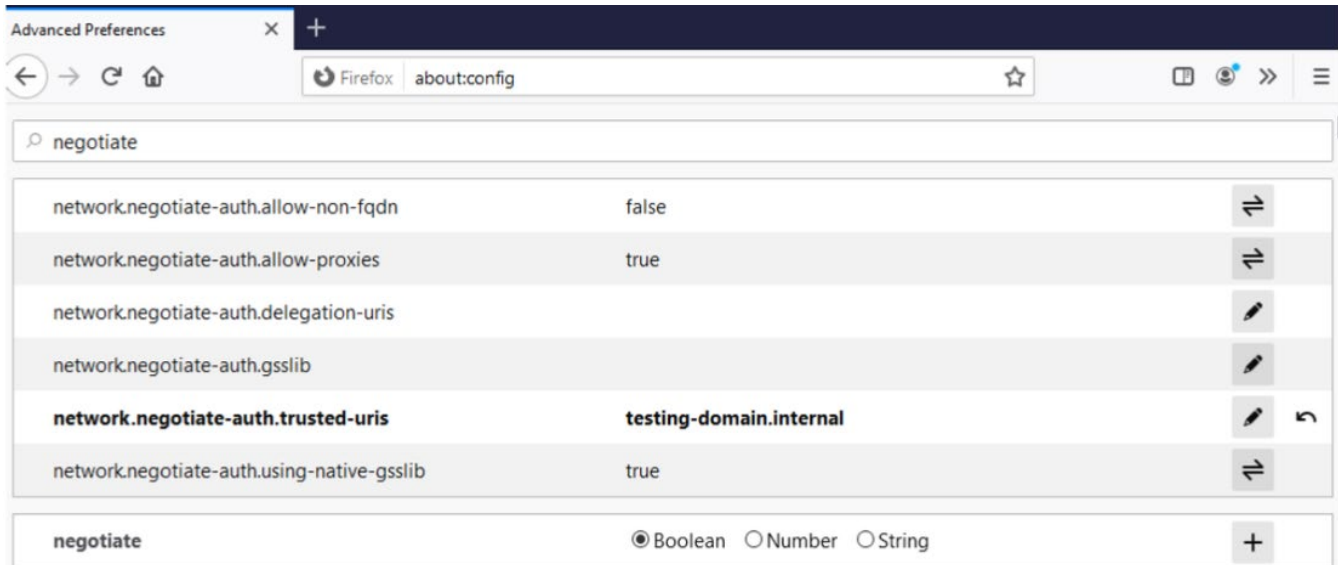 Advanced Preferences
Firefox about:config
negotiate
network.negotiate-auth.allow-non-fqdn false
network.negotiate-auth.allow-proxies true
network.negotiate-auth.delegation-uris
network.negotiate-auth.gsslib
network.negotiate-auth.trusted-uris testing-domain.internal
network.negotiate-auth.using-native-gsslib true
negotiate Boolean Number String